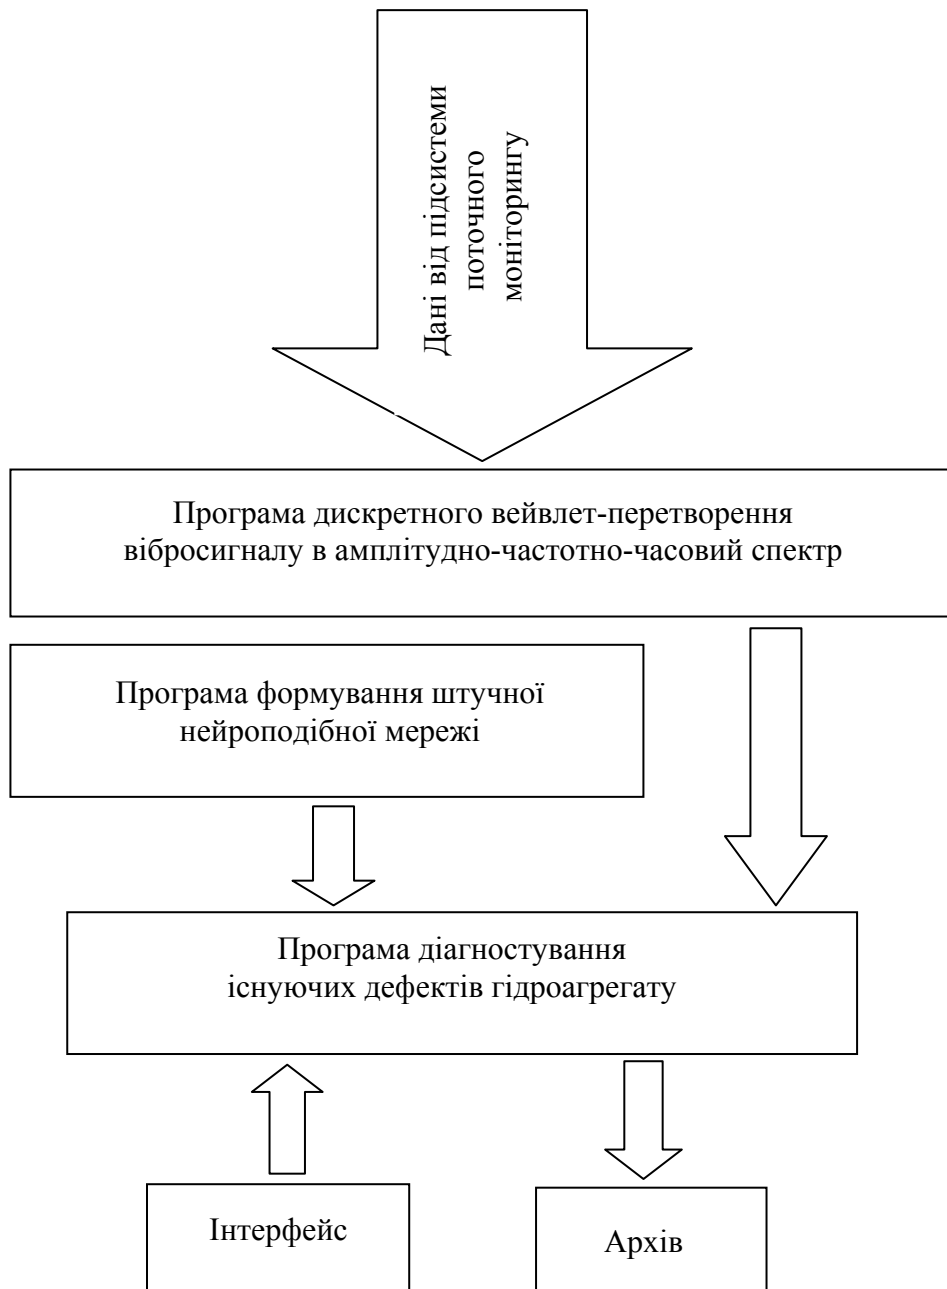 Дані від підсистеми
поточного
моніторингу
Програма дискретного вейвлет-перетворення
вібросигналу в амплітудно-частотно-часовий спектр
Програма формування штучної
нейроподібної мережі
Програма діагностування
існуючих дефектів гідроагрегату
Інтерфейс
Архів